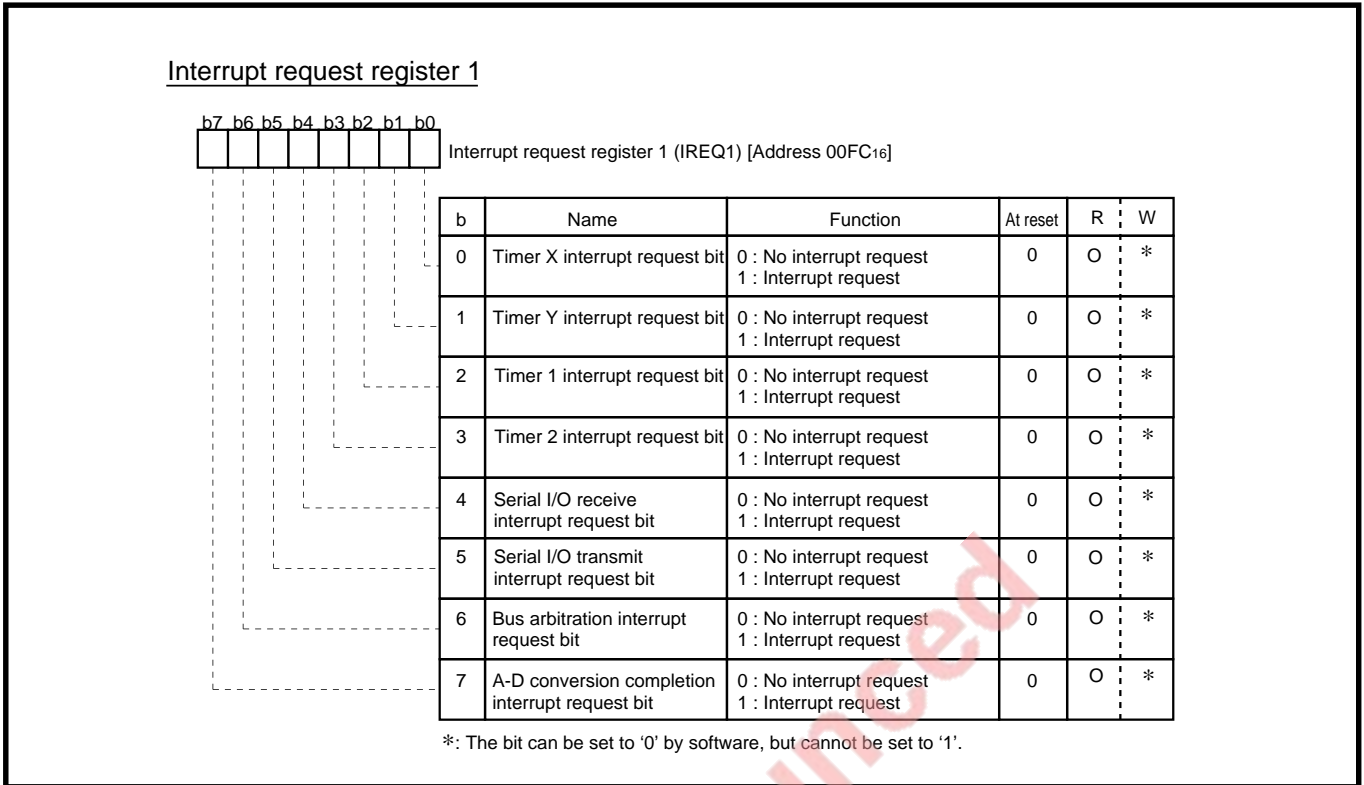 Interrupt request register 1
b7 b6 b5 b4 b3 b2 b1 b0
Interrupt request register 1 (IREQ1) [Address 00FC16]
b Name Function At reset R W
0 Timer X interrupt request bit 0 : No interrupt request 0 O *
1 : Interrupt request
1 Timer Y interrupt request bit 0 : No interrupt request 0 O *
1 : Interrupt request
2 Timer 1 interrupt request bit 0 : No interrupt request 0 O *
1 : Interrupt request
3 Timer 2 interrupt request bit 0 : No interrupt request 0 O *
1 : Interrupt request
4 Serial I/O receive 0 : No interrupt request 0 O *
interrupt request bit 1 : Interrupt request
5 Serial I/O transmit 0 : No interrupt request 0 O *
interrupt request bit 1 : Interrupt request
6 Bus arbitration interrupt 0 : No interrupt request 0 O *
request bit 1 : Interrupt request
7 A-D conversion completion 0 : No interrupt request 0 O *
interrupt request bit 1 : Interrupt request
*: The bit can be set to ‘0’ by software, but cannot be set to ‘1’.
nced